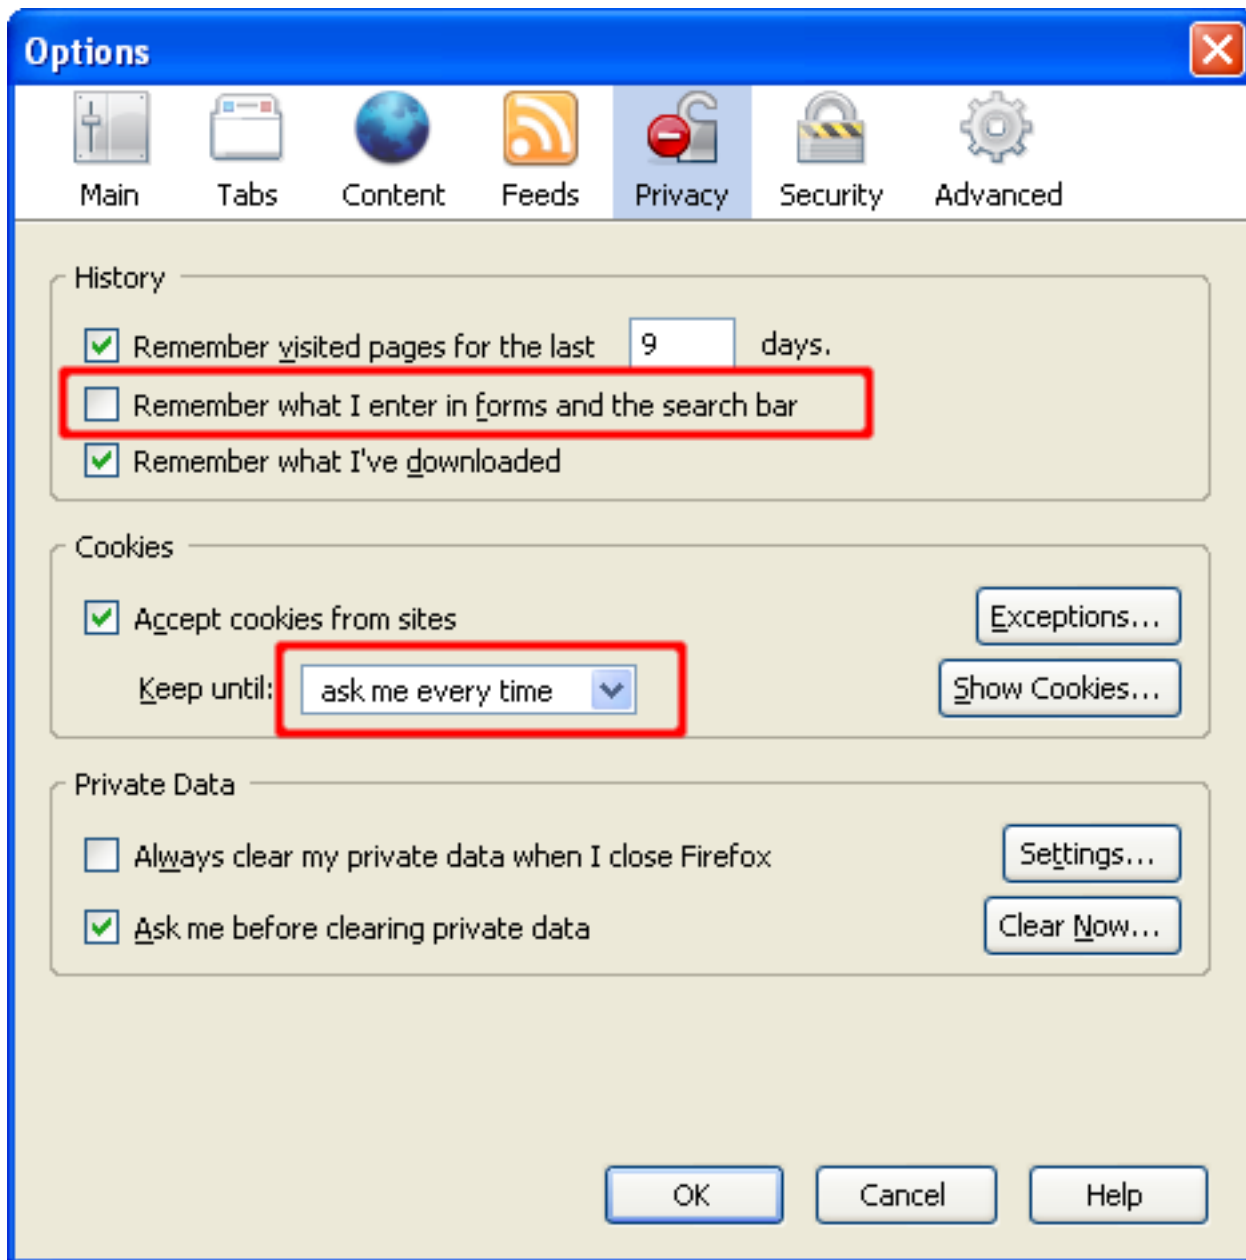 Options
Main Tabs Content Feeds Privacy Security Advanced
History
Remember visited pages for the last 9 days.
Remember what I enter in forms and the search bar
Remember what I've downloaded
Cookies
Accept cookies from sites Exceptions...
Keep until: ask me every time Show Cookies...
Private Data
Always clear my private data when I close Firefox Settings...
Ask me before clearing private data Clear Now...
OK Cancel Help